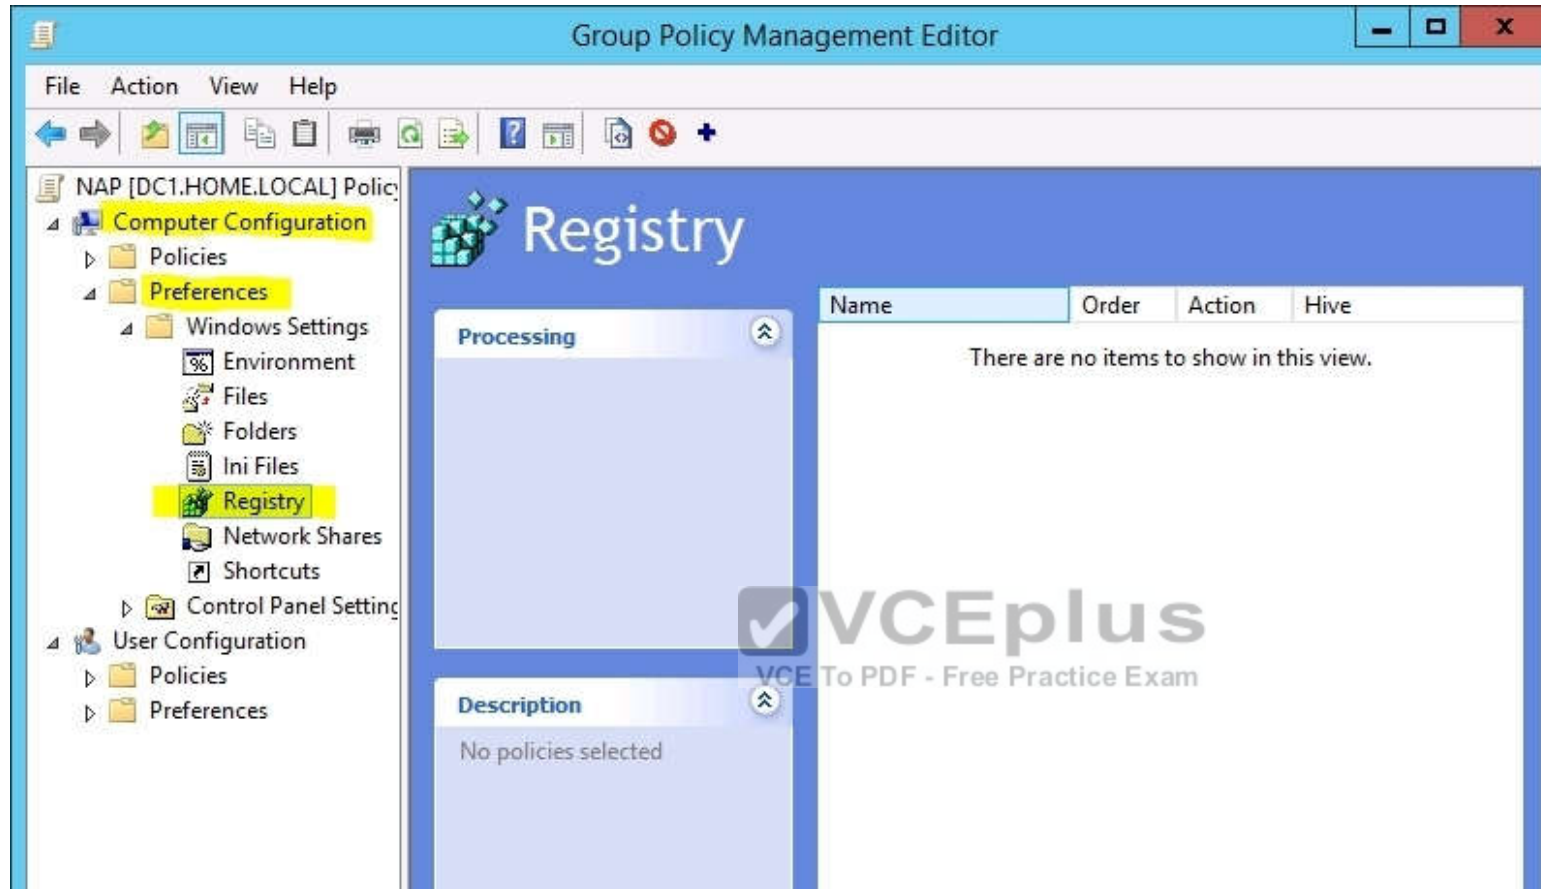 Group Policy Management Editor
File Action View Help
NAP [DC1.HOME.LOCAL] Policy
Computer Configuration
Policies
Preferences
Windows Settings
Environment
Files
Folders
Ini Files
Registry
Network Shares
Shortcuts
Control Panel Setting
User Configuration
Policies
Preferences
Registry
Processing
Description
No policies selected
Name Order Action Hive
There are no items to show in this view.
VCEplus
VCE To PDF - Free Practice Exam